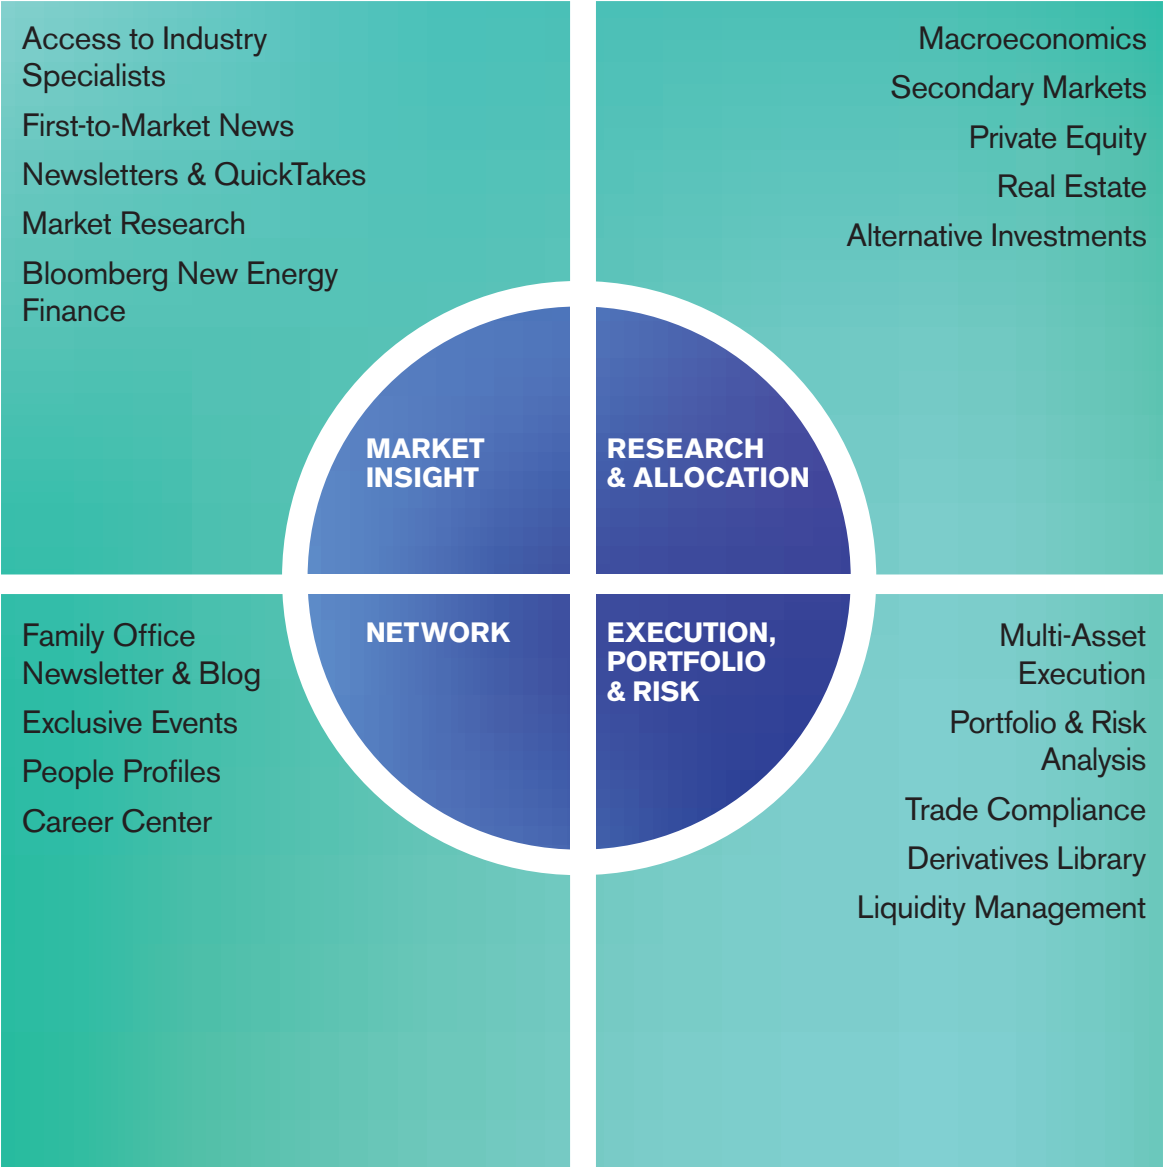 Access to Industry
Specialists
First-to-Market News
Newsletters & QuickTakes
Market Research
Bloomberg New Energy
Finance
Macroeconomics
Secondary Markets
Private Equity
Real Estate
Alternative Investments
MARKET
INSIGHT
RESEARCH
& ALLOCATION
NETWORK
EXECUTION,
PORTFOLIO
& RISK
Family Office
Newsletter & Blog
Exclusive Events
People Profiles
Career Center
Multi-Asset
Execution
Portfolio & Risk
Analysis
Trade Compliance
Derivatives Library
Liquidity Management